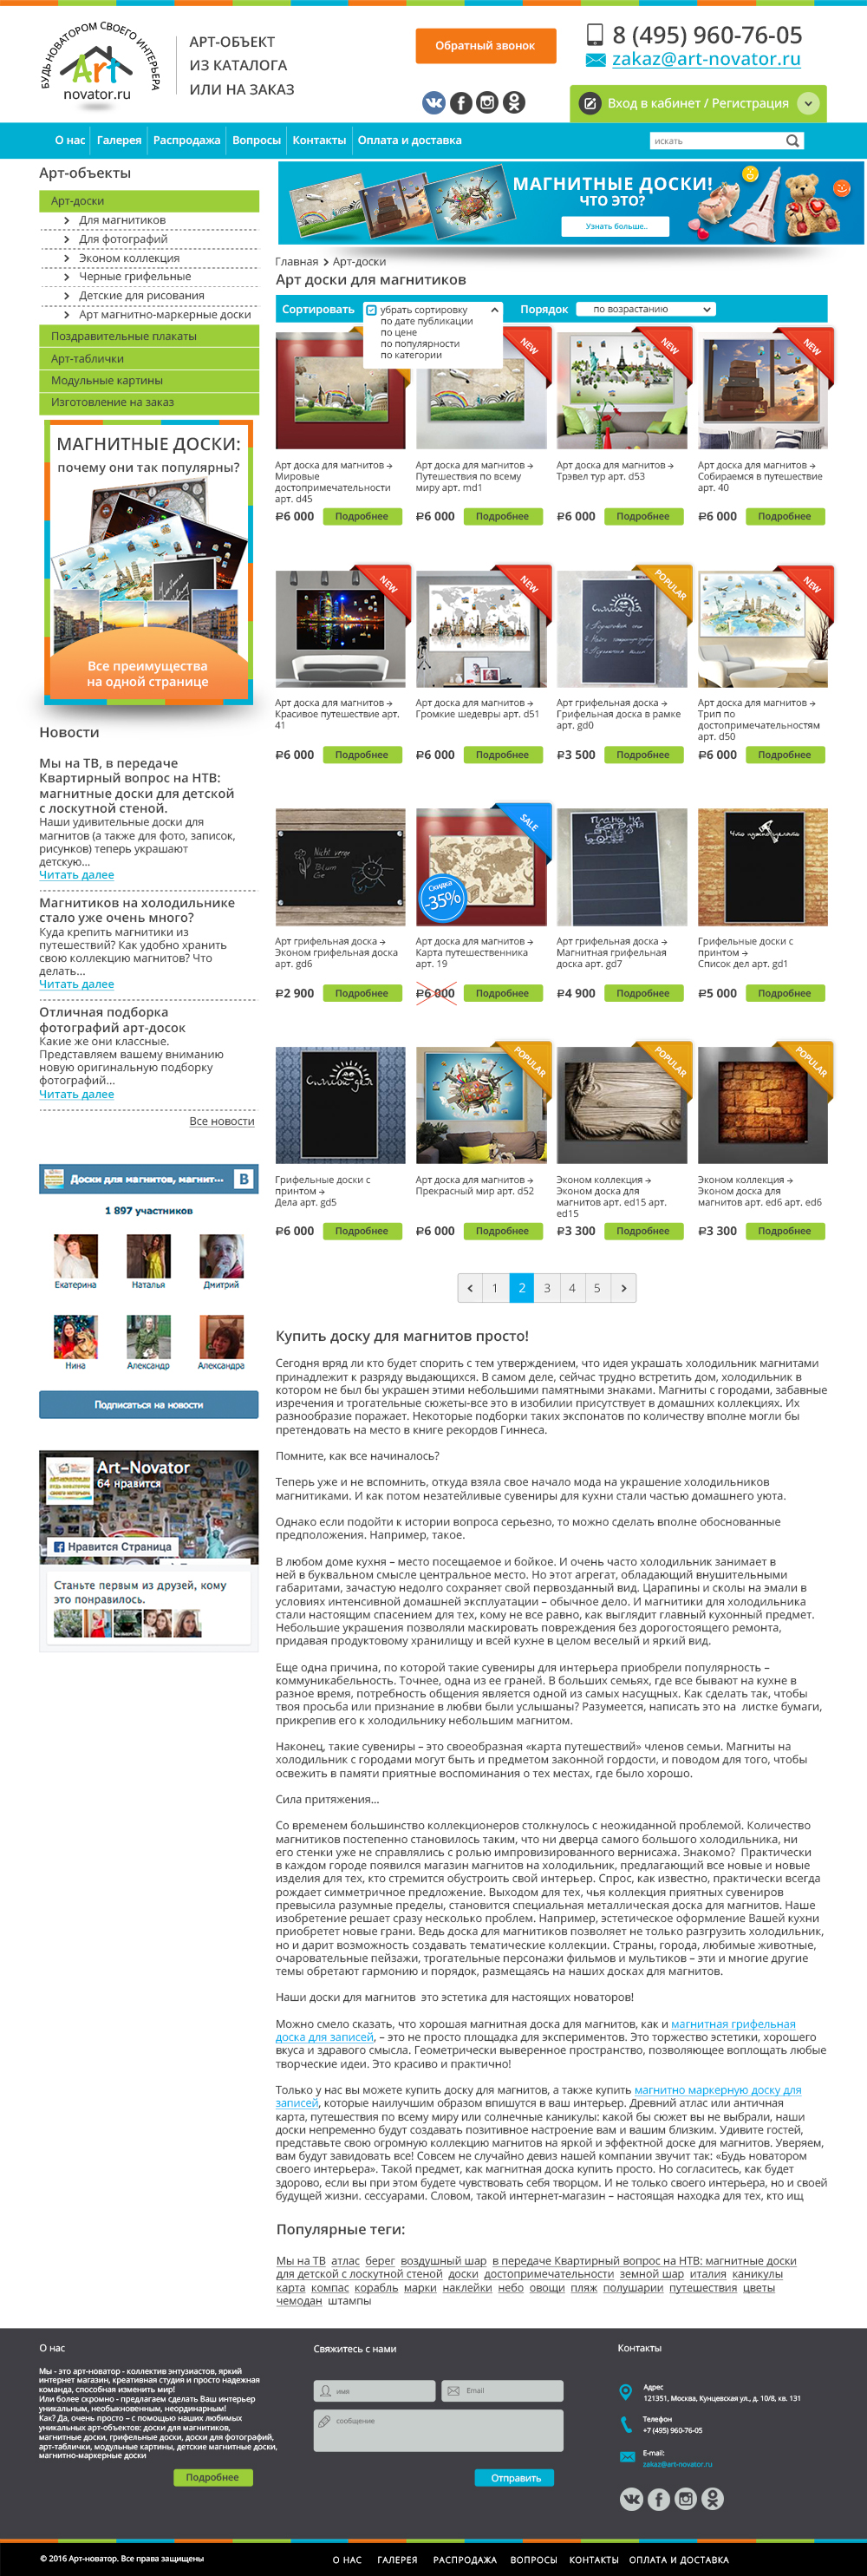 БУДЬ НОВАТОРОМ СВОЕГО ИНТЕРЬЕРА
Art
novator.ru
АРТ-ОБЪЕКТ
ИЗ КАТАЛОГА
ИЛИ НА ЗАКАЗ
Обратный звонок
8 (495) 960-76-05
zakaz@art-novator.ru
Вход в кабинет / Регистрация
О нас Галерея Распродажа Вопросы Контакты Оплата и доставка
искать
Арт-объекты
Арт-доски
Для магнитиков
Для фотографий
Эконом коллекция
Черные грифельные
Детские для рисования
Арт магнитно-маркерные доски
Поздравительные плакаты
Арт-таблички
Модульные картины
Изготовление на заказ
МАГНИТНЫЕ ДОСКИ:
почему они так популярны?
Все преимущества
на одной странице
Новости
Мы на ТВ, в передаче
Квартирный вопрос на НТВ:
магнитные доски для детской
с лоскутной стеной.
Наши удивительные доски для
магнитов (а также для фото, записок,
рисунков) теперь украшают
детскую...
Читать далее
Магнитиков на холодильнике
стало уже очень много?
Куда крепить магнитики из
путешествий? Как удобно хранить
свою коллекцию магнитов? Что
делать...
Читать далее
Отличная подборка
фотографий арт-досок
Какие же они классные.
Представляем вашему вниманию
новую оригинальную подборку
фотографий...
Читать далее
Все новости
Доски для магнитов, магнит...
В
1 897 участников
Екатерина Наталья Дмитрий
Нина Александр Александра
Подписаться на новости
Art-Novator
64 нравится
Нравится Страница
Станьте первым из друзей, кому
это понравилось.
МАГНИТНЫЕ ДОСКИ!
ЧТО ЭТО?
Узнать больше..
Главная > Арт-доски
Арт доски для магнитиков
Сортировать
убрать сортировку
по дате публикации
по цене
по популярности
по категории
Порядок
по возрастанию
NEW NEW NEW
Арт доска для магнитов →
Мировые
достопримечательности
арт. d45
₽6 000 Подробнее
Арт доска для магнитов →
Путешествия по всему
миру арт. md1
₽6 000 Подробнее
Арт доска для магнитов →
Трэвел тур арт. d53
₽6 000 Подробнее
Арт доска для магнитов →
Собираемся в путешествие
арт. 40
₽6 000 Подробнее
NEW NEW POPULAR NEW
Арт доска для магнитов →
Красивое путешествие арт.
41
₽6 000 Подробнее
Арт доска для магнитов →
Громкие шедевры арт. d51
₽6 000 Подробнее
Арт грифельная доска →
Грифельная доска в рамке
арт. gd0
₽3 500 Подробнее
Арт доска для магнитов →
Трип по
достопримечательностям
арт. d50
₽6 000 Подробнее
SALE
Скидка
-35%
Арт грифельная доска →
Эконом грифельная доска
арт. gd6
₽2 900 Подробнее
Арт доска для магнитов →
Карта путешественника
арт. 19
₽6 000 Подробнее
Арт грифельная доска →
Магнитная грифельная
доска арт. gd7
₽4 900 Подробнее
Грифельные доски с
принтом →
Список дел арт. gd1
₽5 000 Подробнее
POPULAR POPULAR POPULAR
Грифельные доски с
принтом →
Дела арт. gd5
₽6 000 Подробнее
Арт доска для магнитов →
Прекрасный мир арт. d52
₽6 000 Подробнее
Эконом коллекция →
Эконом доска для
магнитов арт. ed15 арт.
ed15
₽3 300 Подробнее
Эконом коллекция →
Эконом доска для
магнитов арт. ed6 арт. ed6
₽3 300 Подробнее
1 2 3 4 5
Купить доску для магнитов просто!
Сегодня вряд ли кто будет спорить с тем утверждением, что идея украшать холодильник магнитами
принадлежит к разряду выдающихся. В самом деле, сейчас трудно встретить дом, холодильник в
котором не был бы украшен этими небольшими памятными знаками. Магниты с городами, забавные
изречения и трогательные сюжеты-все это в изобилии присутствует в домашних коллекциях. Их
разнообразие поражает. Некоторые подборки таких экспонатов по количеству вполне могли бы
претендовать на место в книге рекордов Гиннеса.
Помните, как все начиналось?
Теперь уже и не вспомнить, откуда взяла свое начало мода на украшение холодильников
магнитиками. И как потом незатейливые сувениры для кухни стали частью домашнего уюта.
Однако если подойти к истории вопроса серьезно, то можно сделать вполне обоснованные
предположения. Например, такое.
В любом доме кухня – место посещаемое и бойкое. И очень часто холодильник занимает в
ней в буквальном смысле центральное место. Но этот агрегат, обладающий внушительными
габаритами, зачастую недолго сохраняет свой первозданный вид. Царапины и сколы на эмали в
условиях интенсивной домашней эксплуатации – обычное дело. И магнитики для холодильника
стали настоящим спасением для тех, кому не все равно, как выглядит главный кухонный предмет.
Небольшие украшения позволяли маскировать повреждения без дорогостоящего ремонта,
придавая продуктовому хранилищу и всей кухне в целом веселый и яркий вид.
Еще одна причина, по которой такие сувениры для интерьера приобрели популярность –
коммуникабельность. Точнее, одна из ее граней. В больших семьях, где все бывают на кухне в
разное время, потребность общения является одной из самых насущных. Как сделать так, чтобы
твоя просьба или признание в любви были услышаны? Разумеется, написать это на листке бумаги,
прикрепив его к холодильнику небольшим магнитом.
Наконец, такие сувениры – это своеобразная «карта путешествий» членов семьи. Магниты на
холодильник с городами могут быть и предметом законной гордости, и поводом для того, чтобы
освежить в памяти приятные воспоминания о тех местах, где было хорошо.
Сила притяжения...
Со временем большинство коллекционеров столкнулось с неожиданной проблемой. Количество
магнитиков постепенно становилось таким, что ни дверца самого большого холодильника, ни
его стенки уже не справлялись с ролью импровизированного вернисажа. Знакомо? Практически
в каждом городе появился магазин магнитов на холодильник, предлагающий все новые и новые
изделия для тех, кто стремится обустроить свой интерьер. Спрос, как известно, практически всегда
рождает симметричное предложение. Выходом для тех, чья коллекция приятных сувениров
превысила разумные пределы, становится специальная металлическая доска для магнитов. Наше
изобретение решает сразу несколько проблем. Например, эстетическое оформление Вашей кухни
приобретет новые грани. Ведь доска для магнитиков позволяет не только разгрузить холодильник,
но и дарит возможность создавать тематические коллекции. Страны, города, любимые животные,
очаровательные пейзажи, трогательные персонажи фильмов и мультиков – эти и многие другие
темы обретают гармонию и порядок, размещаясь на наших досках для магнитов.
Наши доски для магнитов это эстетика для настоящих новаторов!
Можно смело сказать, что хорошая магнитная доска для магнитов, как и магнитная грифельная
доска для записей, – это не просто площадка для экспериментов. Это торжество эстетики, хорошего
вкуса и здравого смысла. Геометрически выверенное пространство, позволяющее воплощать любые
творческие идеи. Это красиво и практично!
Только у нас вы можете купить доску для магнитов, а также купить магнитно маркерную доску для
записей, которые наилучшим образом впишутся в ваш интерьер. Древний атлас или античная
карта, путешествия по всему миру или солнечные каникулы: какой бы сюжет вы не выбрали, наши
доски непременно будут создавать позитивное настроение вам и вашим близким. Удивите гостей,
представьте свою огромную коллекцию магнитов на яркой и эффектной доске для магнитов. Уверяем,
вам будут завидовать все! Совсем не случайно девиз нашей компании звучит так: «Будь новатором
своего интерьера». Такой предмет, как магнитная доска купить просто. Но согласитесь, как будет
здорово, если вы при этом будете чувствовать себя творцом. И не только своего интерьера, но и своей
будущей жизни. сессуарами. Словом, такой интернет-магазин – настоящая находка для тех, кто ищ
Популярные теги:
Мы на ТВ атлас берег воздушный шар в передаче Квартирный вопрос на НТВ: магнитные доски
для детской с лоскутной стеной доски достопримечательности земной шар италия каникулы
карта компас корабль марки наклейки небо овощи пляж полушарии путешествия цветы
чемодан штампы
О нас
Мы - это арт-новатор - коллектив энтузиастов, яркий
интернет магазин, креативная студия и просто надежная
команда, способная изменить мир!
Или более скромно - предлагаем сделать Ваш интерьер
уникальным, необыкновенным, неординарным!
Как? Да, очень просто – с помощью наших любимых
уникальных арт-объектов: доски для магнитиков,
магнитные доски, грифельные доски, доски для фотографий,
арт-таблички, модульные картины, детские магнитные доски,
магнитно-маркерные доски
Подробнее
Свяжитесь с нами
имя
Email
сообщение
Отправить
Контакты
Адрес
121351, Москва, Кунцевская ул., д. 10/8, кв. 131
Телефон
+7 (495) 960-76-05
E-mail:
zakaz@art-novator.ru
© 2016 Арт-новатор. Все права защищены
О НАС ГАЛЕРЕЯ РАСПРОДАЖА ВОПРОСЫ КОНТАКТЫ ОПЛАТА И ДОСТАВКА